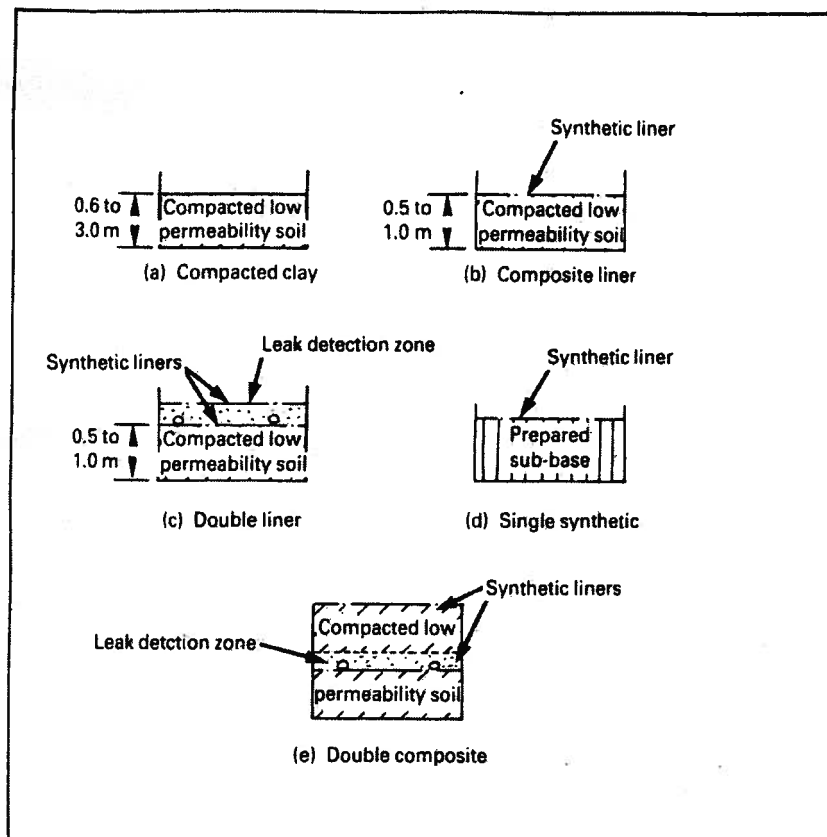 Synthetic liner
0.6 to
3.0 m
Compacted low
permeability soil
(a) Compacted clay
0.5 to
1.0 m
Compacted low
permeability soil
(b) Composite liner
Synthetic liners
Leak detection zone
0.5 to
1.0 m
Compacted low
permeability soil
(c) Double liner
Synthetic liner
Prepared
sub-base
(d) Single synthetic
Synthetic liners
Compacted low
Leak detction zone
permeability soil
(e) Double composite